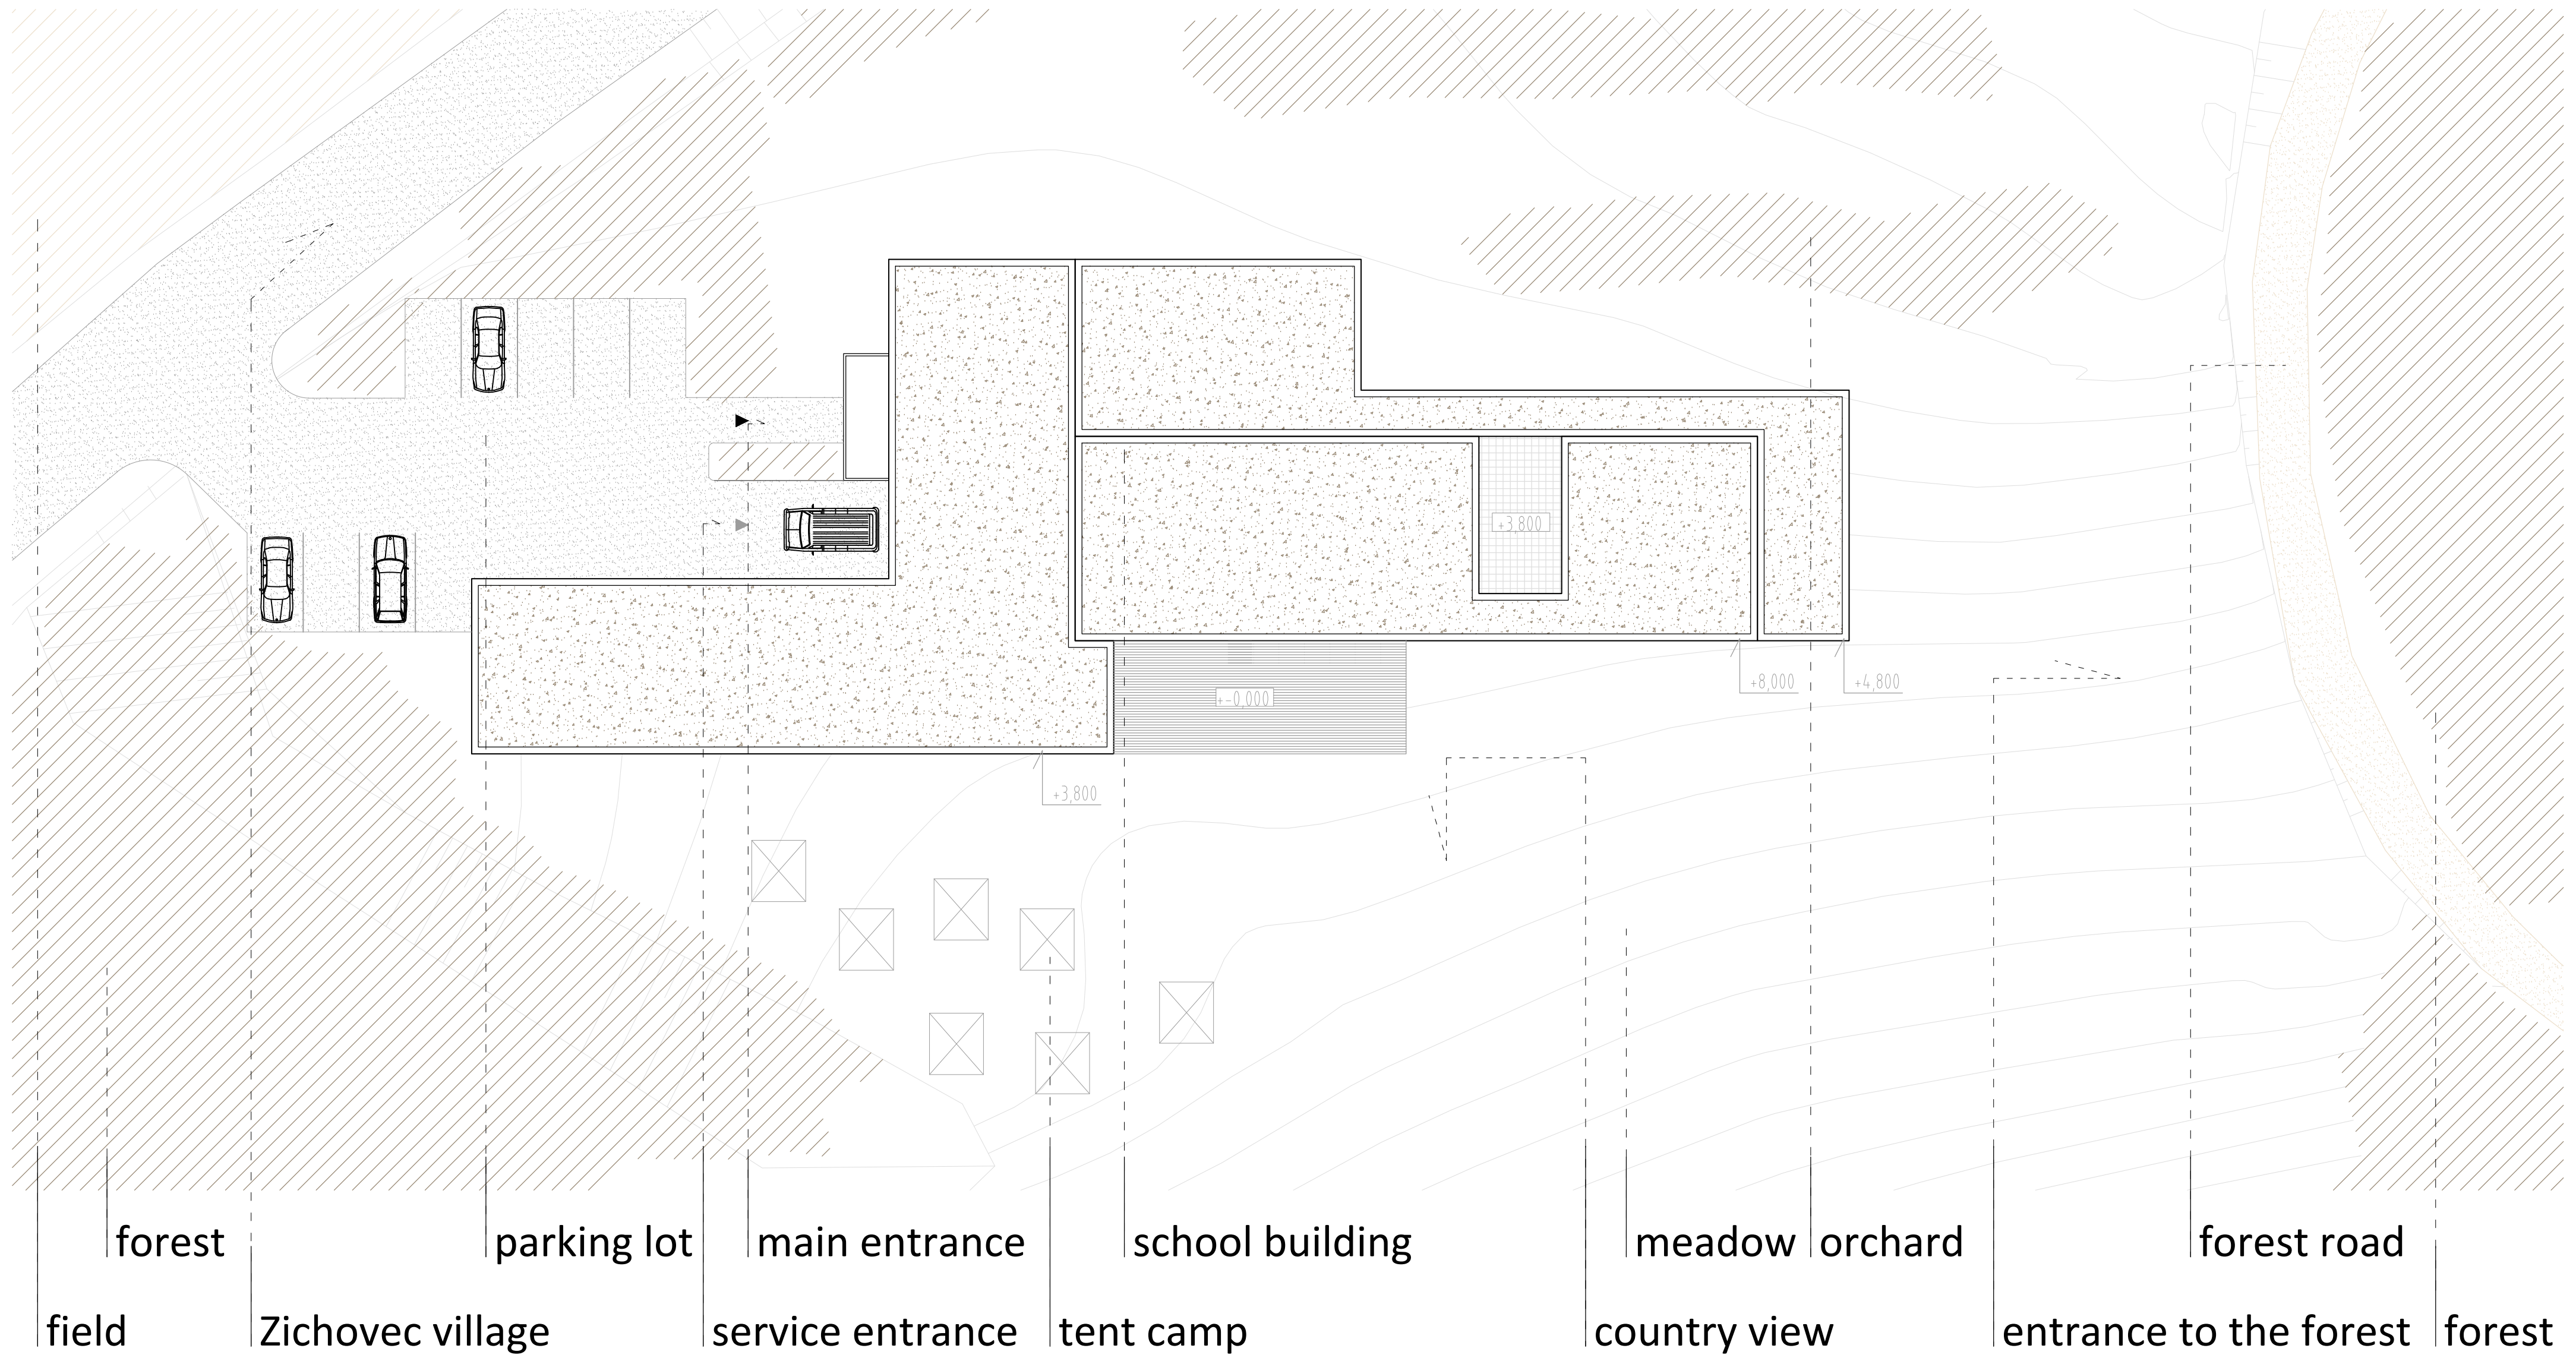 +3.800
+-0,000
+8,000
+4,800
+3,800
forest
parking lot
main entrance
school building
meadow
orchard
forest road
field
Zichovec village
service entrance
tent camp
country view
entrance to the forest
forest